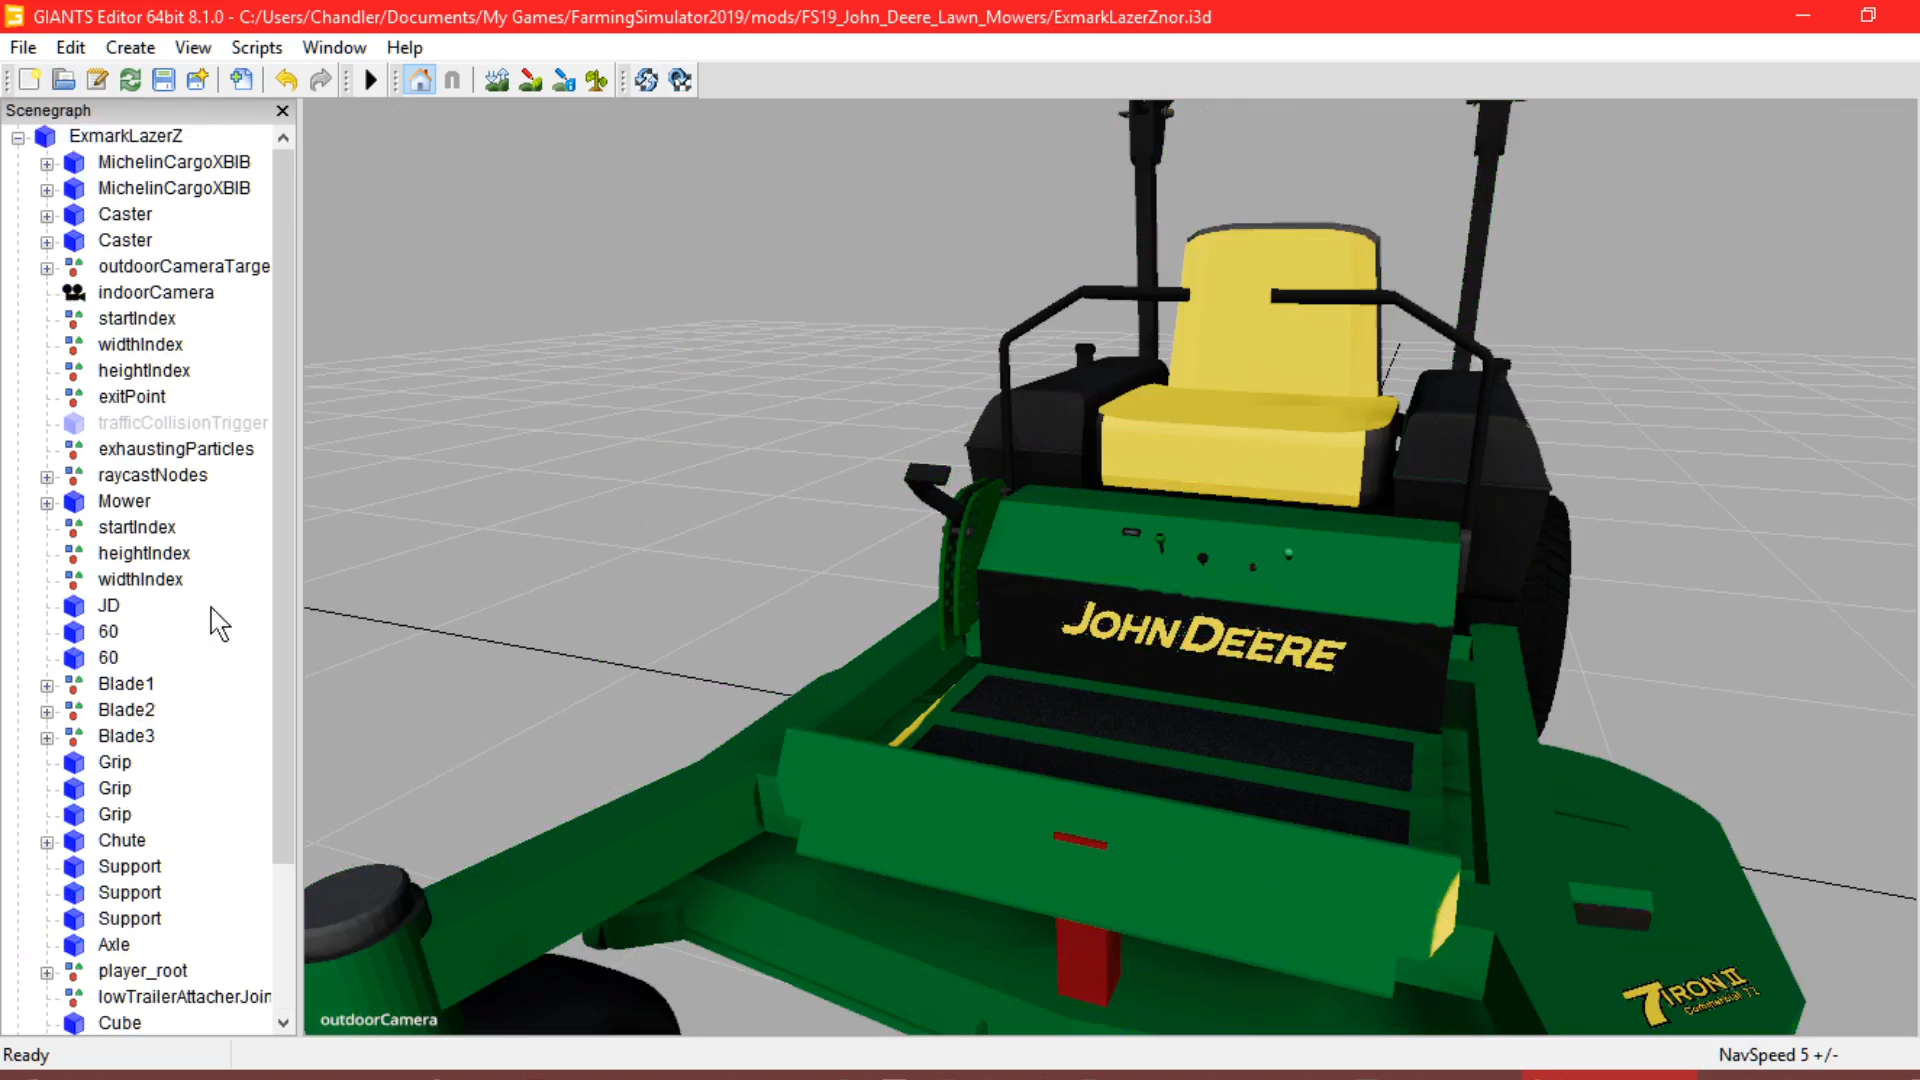 GIANTS Editor 64bit 8.1.0 - C:/Users/Chandler/Documents/My Games/FarmingSimulator2019/mods/FS19_John_Deere_Lawn_Mowers/ExmarkLazerZnor.i3d
File Edit Create View Scripts Window Help
Scenegraph
ExmarkLazerZ
MichelinCargoXBIB
MichelinCargoXBIB
Caster
Caster
outdoorCameraTarge
indoorCamera
startIndex
widthIndex
heightIndex
exitPoint
trafficCollisionTrigger
exhaustingParticles
raycastNodes
Mower
startIndex
heightIndex
widthIndex
JD
60
60
Blade1
Blade2
Blade3
Grip
Grip
Grip
Chute
Support
Support
Support
Axle
player_root
lowTrailerAttacherJoin
Cube
JOHN DEERE
7 IRON II
Commercial
outdoorCamera
Ready
NavSpeed 5 +/-